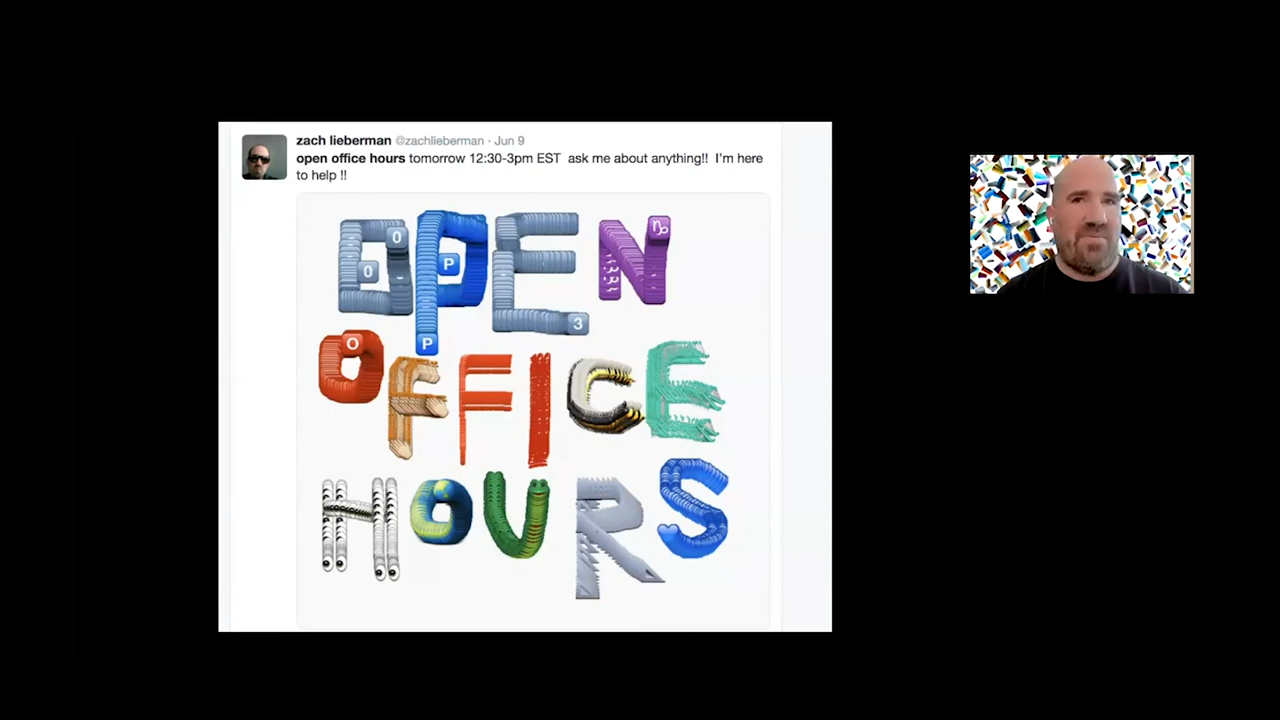 zach lieberman @zachlieberman · Jun 9
open office hours tomorrow 12:30-3pm EST ask me about anything!! I'm here
to help !!
OPEN
OFFICE
HOURS